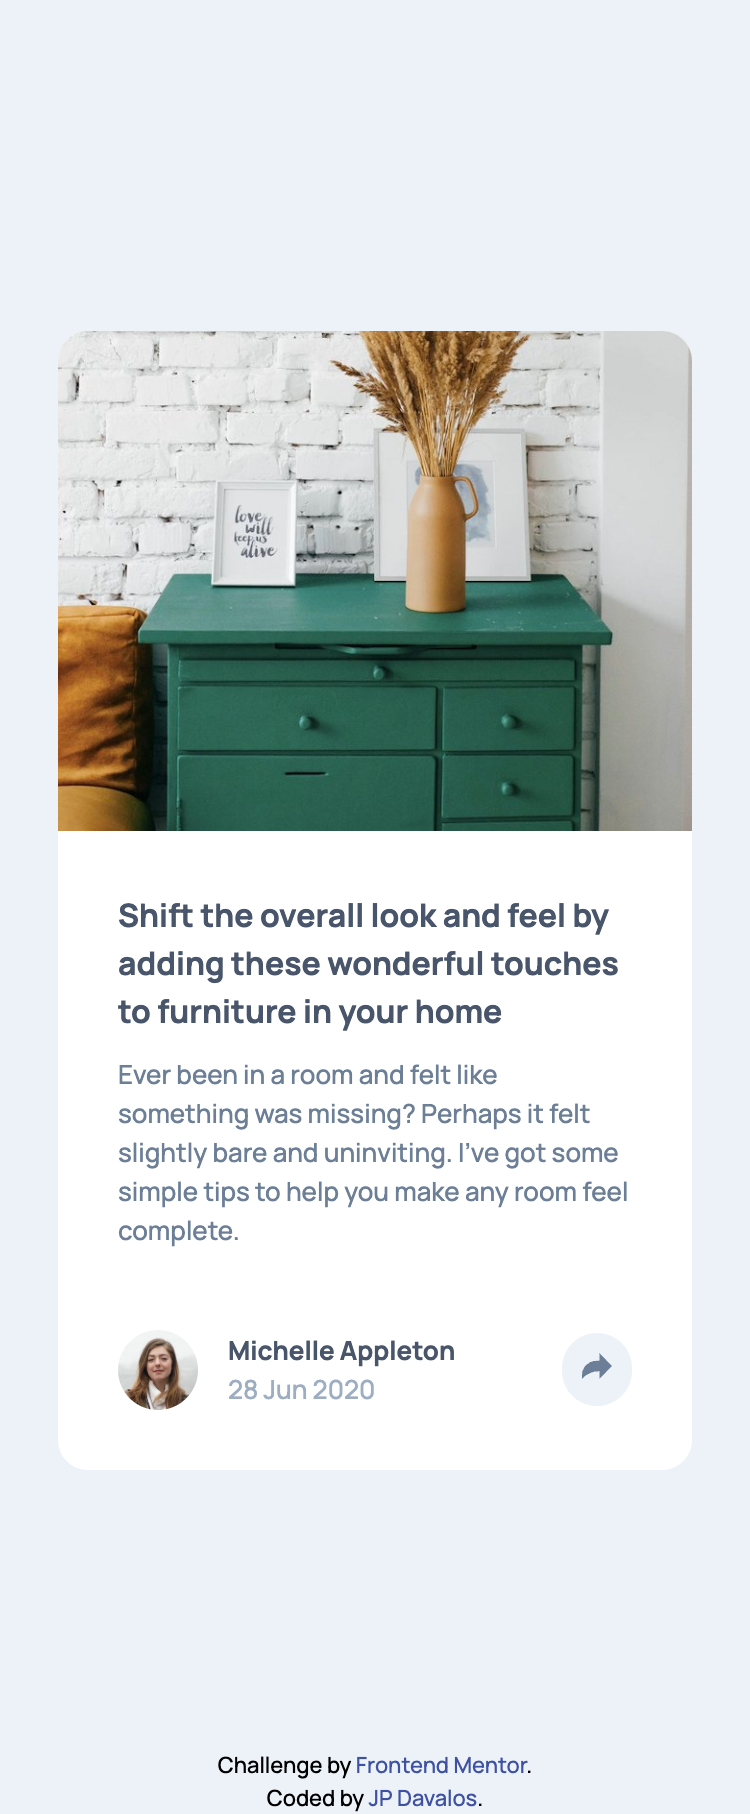 love
will
keep us
alive
Shift the overall look and feel by
adding these wonderful touches
to furniture in your home
Ever been in a room and felt like
something was missing? Perhaps it felt
slightly bare and uninviting. I’ve got some
simple tips to help you make any room feel
complete.
Michelle Appleton
28 Jun 2020
Challenge by Frontend Mentor.
Coded by JP Davalos.